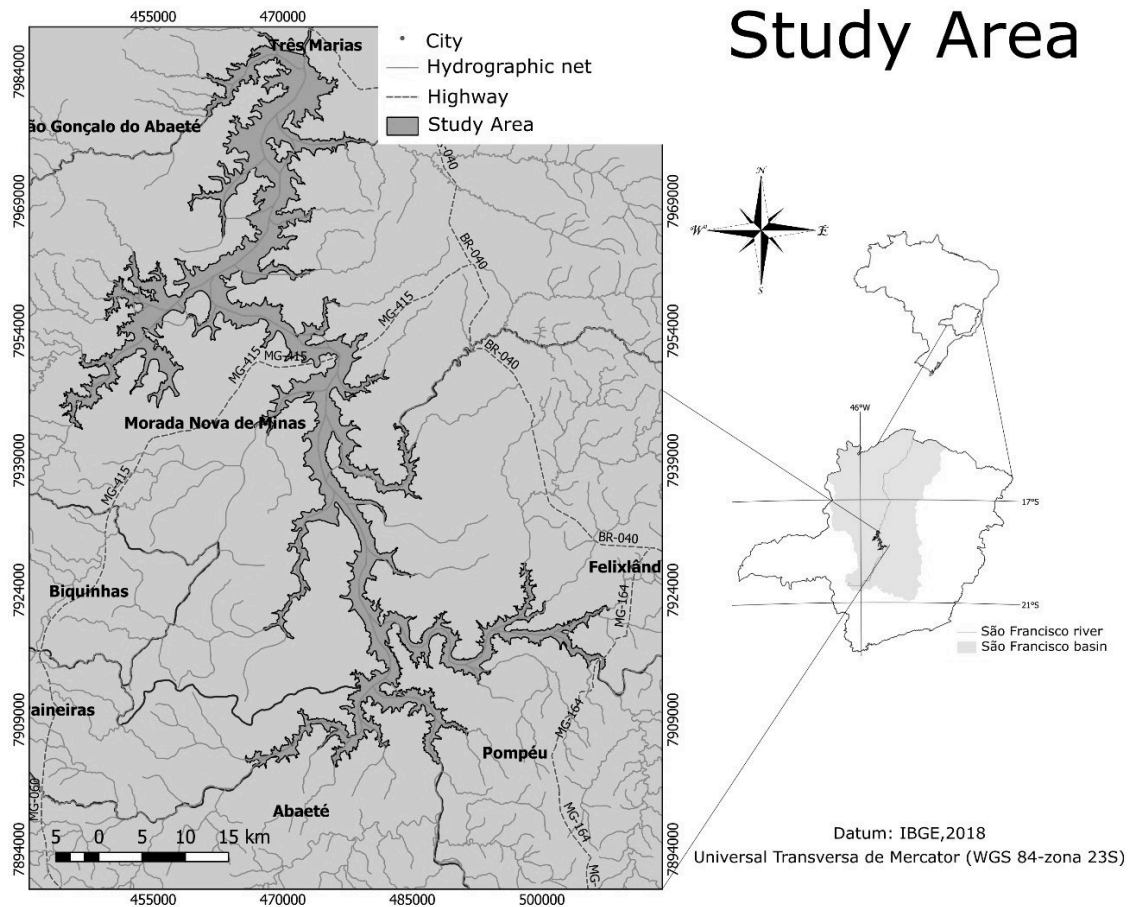 Study Area
455000 470000
City
Hydrographic net
Highway
Study Area
Três Marias
ão Gonçalo do Abaeté
Morada Nova de Minas
Biquinhas
Felixlând
aineiras
Pompéu
Abaeté
-040
BR-040
BR-040
BR-040
MG-415
MG-415
MG-415
MG-415
MG-164
MG-164
MG-164
MG-
MG-060
5 0 5 10 15 km
7984000
7969000
7954000
7939000
7924000
7909000
7894000
7969000
7954000
7939000
7924000
7909000
7894000
455000 470000 485000 500000
N
W
E
S
46°W
17°S
21°S
São Francisco river
São Francisco basin
Datum: IBGE,2018
Universal Transversa de Mercator (WGS 84-zona 23S)